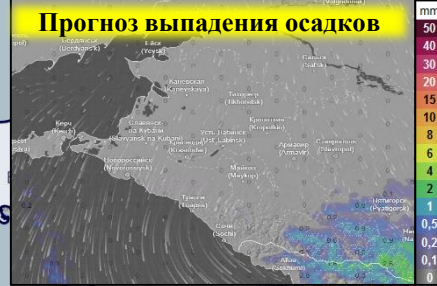 Прогноз выпадения осадков
mm
50
40
30
20
15
10
8
6
4
2
1
0,5
0,2
0,1
0
Ейск
(Yeysk)
Сальск
(Salsk)
Каневская
(Kanevskaya)
Тихорецк
(Tikhoretsk)
Керчь
(Kerch)
Славянск
на Кубани
(Slavyansk na Kubani)
Кропоткин
(Kropotkin)
Усть Лабинск
(Ust' Labinsk)
Краснодар
(Krasnodar)
Армавир
(Armavir)
Ставрополь
(Stavropol)
Новороссийск
(Novorossiysk)
Майкоп
(Maykop)
Туапсе
(Tuapse)
Пятигорск
(Pyatigorsk)
Сочи
(Sochi)
(Sukhumi)